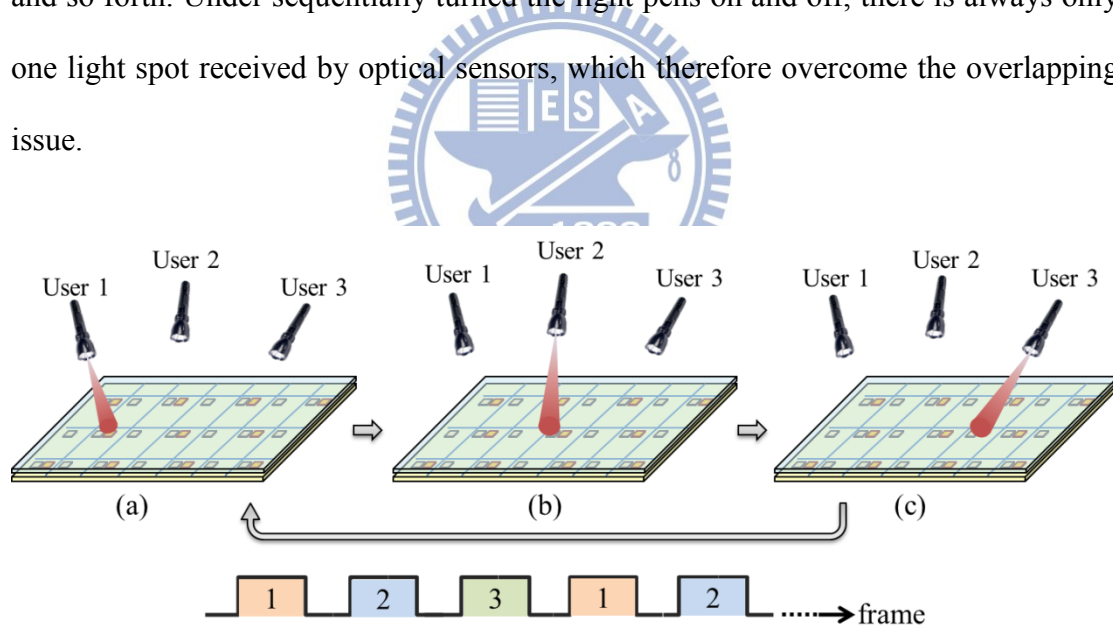 and so forth. Under sequentially turned the light pens on and off, there is always only
one light spot received by optical sensors, which therefore overcome the overlapping
issue.
ESA
User 1 User 2 User 3
User 1 User 2 User 3
User 1 User 2 User 3
(a) (b) (c)
1 2 3 1 2 frame